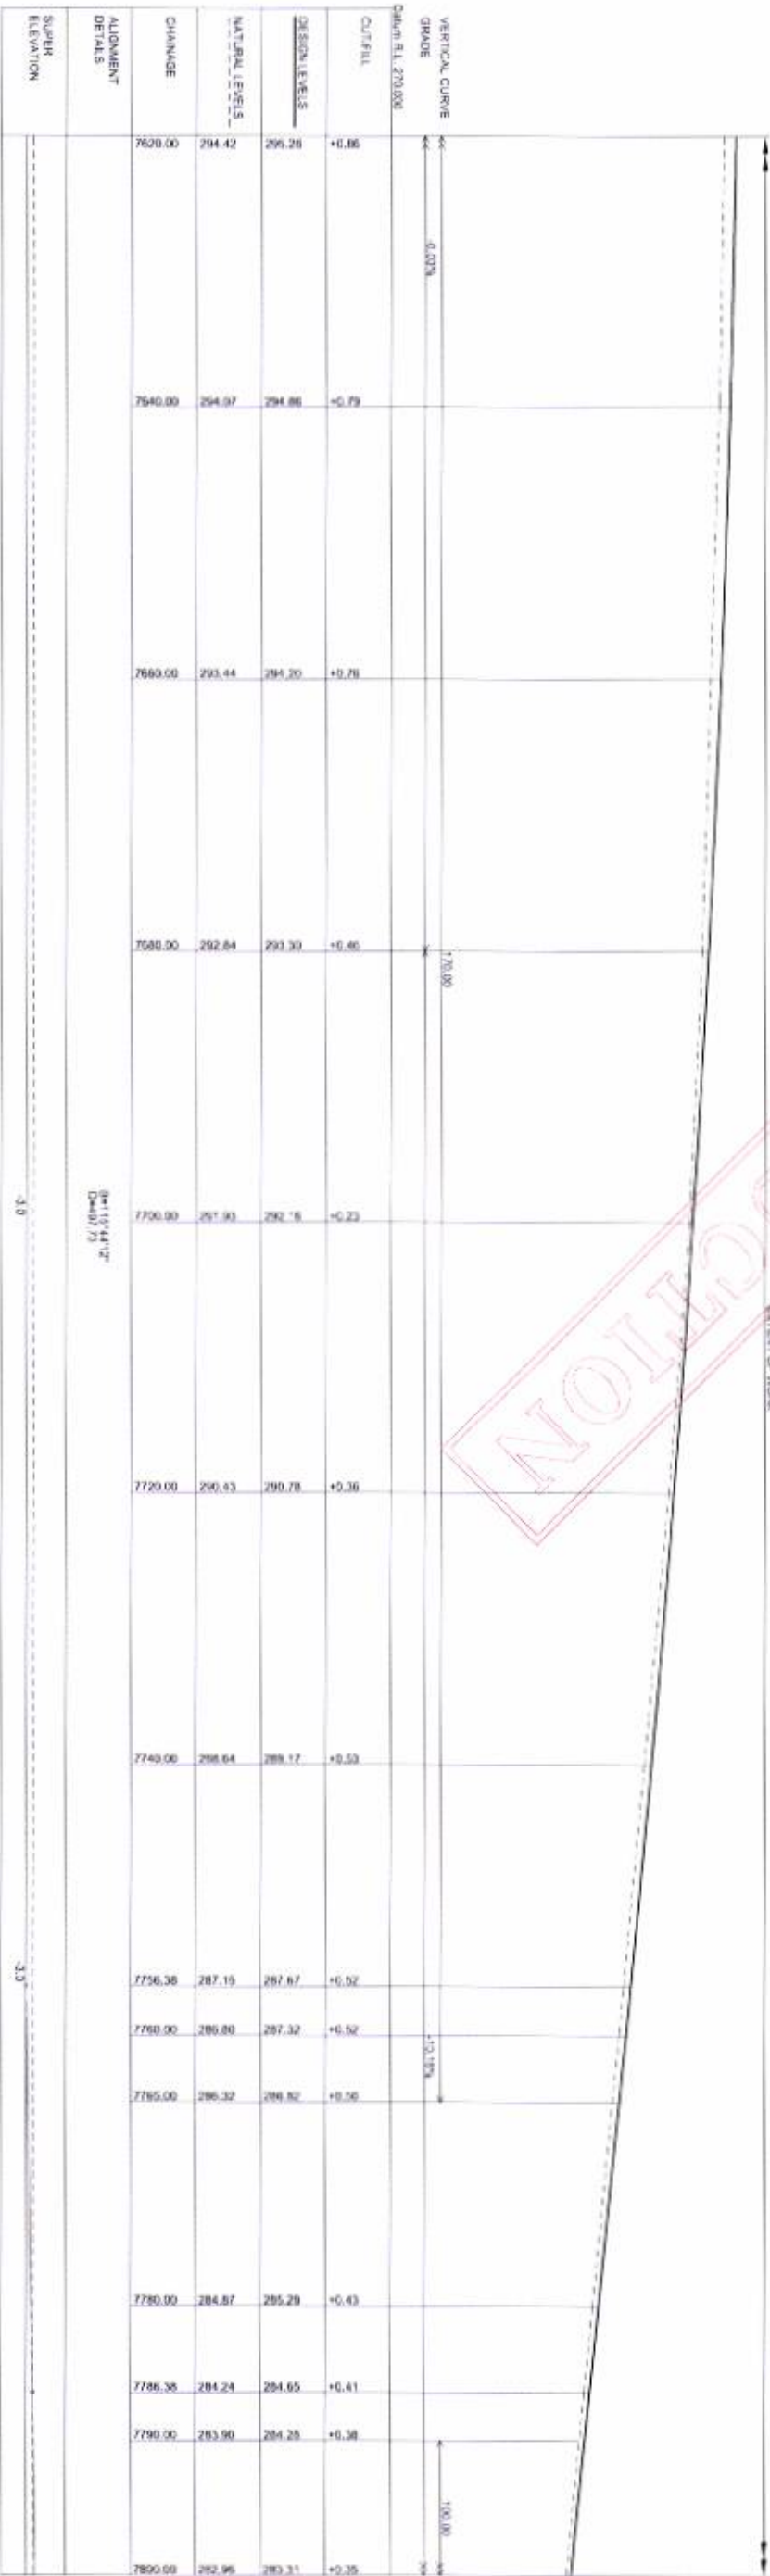 VERTICAL CURVE
GRADE
Datum R.L. 270.000
CUT/FILL
DESIGN LEVELS
NATURAL LEVELS
CHAINAGE
ALIGNMENT
DETAILS
SUPER
ELEVATION
7620.00 294.42 295.28 +0.86
7640.00 294.07 294.86 +0.79
7660.00 293.44 294.20 +0.76
7680.00 292.84 293.30 +0.46
170.00
7700.00 291.93 292.16 +0.23
-3.0
7720.00 290.43 290.78 +0.36
7740.00 288.64 289.17 +0.53
7756.38 287.15 287.67 +0.52
-3.0
7760.00 286.80 287.32 +0.52
7765.00 286.32 286.82 +0.50
7780.00 284.87 285.29 +0.43
7786.38 284.24 284.65 +0.41
7790.00 283.90 284.28 +0.38
100.00
7800.00 282.96 283.31 +0.35